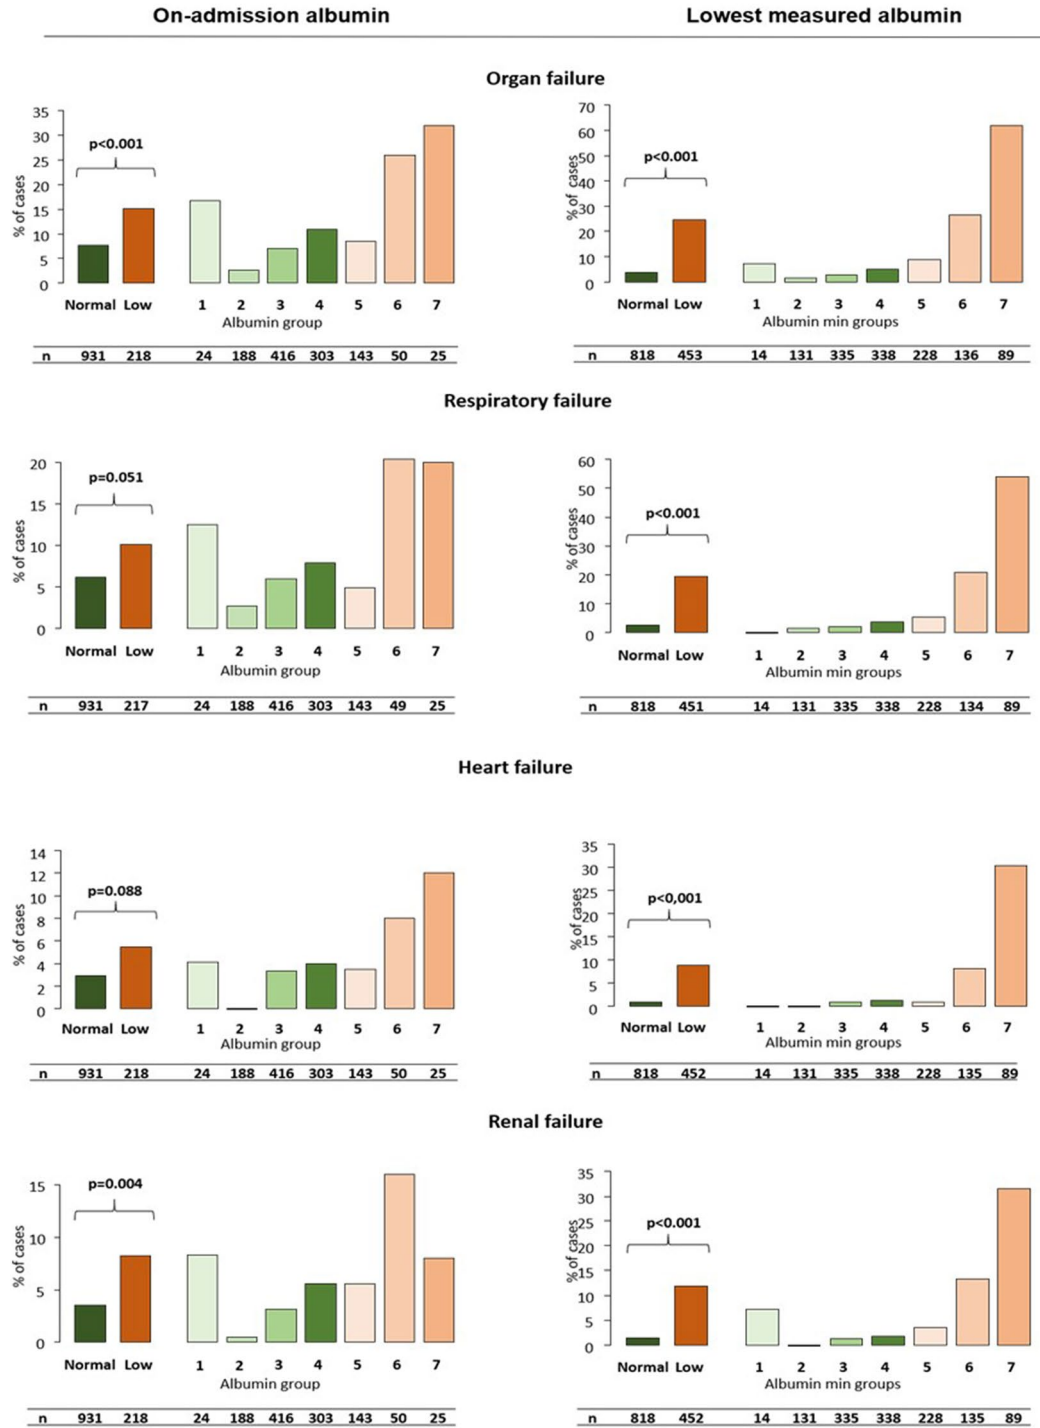 On-admission albumin Lowest measured albumin
Organ failure
% of cases
35
30
25
20
15
10
5
0
p<0.001
Normal Low 1 2 3 4 5 6 7
Albumin group
n 931 218 24 188 416 303 143 50 25
% of cases
70
60
50
40
30
20
10
0
p<0.001
Normal Low 1 2 3 4 5 6 7
Albumin min groups
n 818 453 14 131 335 338 228 136 89
Respiratory failure
% of cases
20
15
10
5
0
p=0.051
Normal Low 1 2 3 4 5 6 7
Albumin group
n 931 217 24 188 416 303 143 49 25
% of cases
60
50
40
30
20
10
0
p<0.001
Normal Low 1 2 3 4 5 6 7
Albumin min groups
n 818 451 14 131 335 338 228 134 89
Heart failure
% of cases
14
12
10
8
6
4
2
0
p=0.088
Normal Low 1 2 3 4 5 6 7
Albumin group
n 931 218 24 188 416 303 143 50 25
% of cases
35
30
25
20
15
10
5
0
p<0,001
Normal Low 1 2 3 4 5 6 7
Albumin min groups
n 818 452 14 131 335 338 228 135 89
Renal failure
% of cases
15
10
5
0
p=0.004
Normal Low 1 2 3 4 5 6 7
Albumin group
n 931 218 24 188 416 303 143 50 25
% of cases
35
30
25
20
15
10
5
0
p<0.001
Normal Low 1 2 3 4 5 6 7
Albumin min groups
n 818 452 14 131 335 338 228 135 89